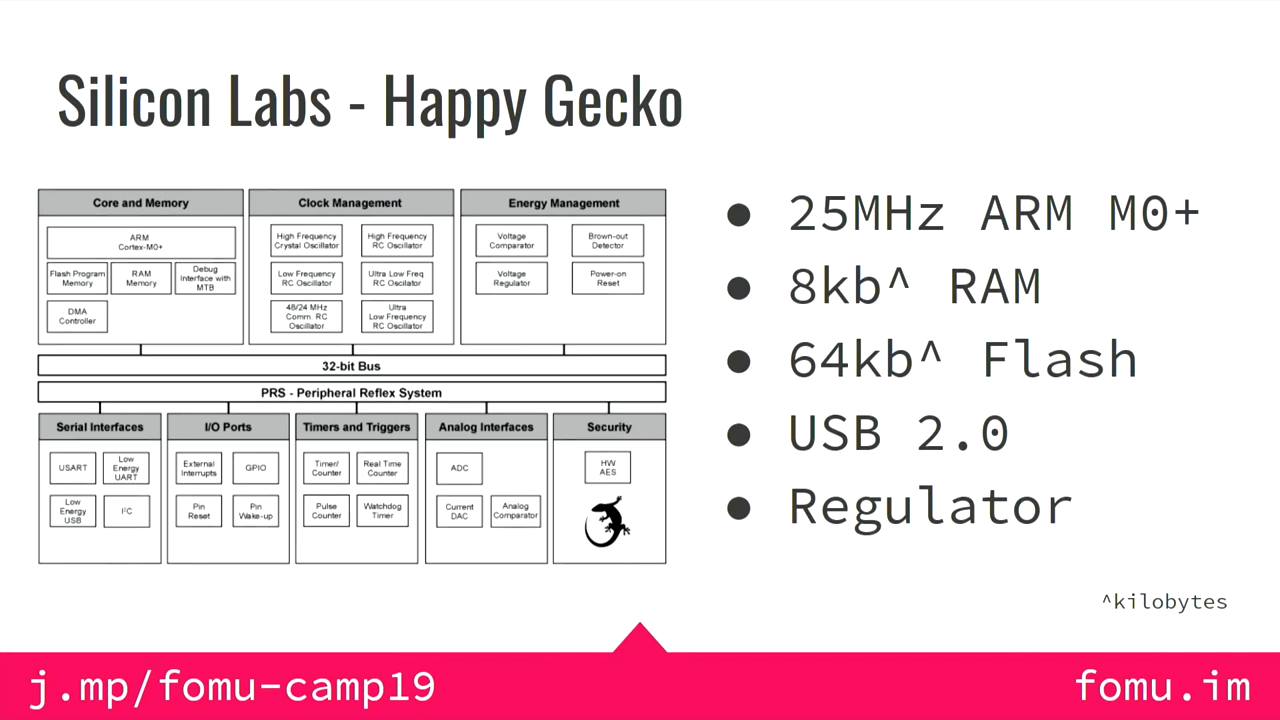 Silicon Labs - Happy Gecko
Core and Memory
ARM
Cortex-M0+
Flash Program
Memory
RAM
Memory
Debug
Interface with
MTB
DMA
Controller
Clock Management
High Frequency
Crystal Oscillator
High Frequency
RC Oscillator
Low Frequency
RC Oscillator
Ultra Low Freq
RC Oscillator
48/24 MHz
Comm RC
Oscillator
Ultra
Low Frequency
RC Oscillator
Energy Management
Voltage
Comparator
Brown-out
Detector
Voltage
Regulator
Power-on
Reset
32-bit Bus
PRS - Peripheral Reflex System
Serial Interfaces
USART
Low
Energy
UART
Low
Energy
USB
I²C
I/O Ports
External
Interrupts
GPIO
Pin
Reset
Pin
Wake-up
Timers and Triggers
Timer/
Counter
Real Time
Counter
Pulse
Counter
Watchdog
Timer
Analog Interfaces
ADC
Current
DAC
Analog
Comparator
Security
HW
AES
● 25MHz ARM M0+
● 8kb^ RAM
● 64kb^ Flash
● USB 2.0
● Regulator
^kilobytes
j.mp/fomu-camp19
fomu.im